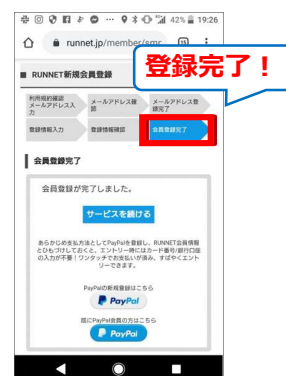 42% 19:26
runnet.jp/member/smr
15
登録完了！
RUNNET新規会員登録
利用規約確認
メールアドレス入
力
メールアドレス確
認
メールアドレス登
録完了
登録情報入力
登録情報確認
会員登録完了
会員登録完了
会員登録が完了しました。
サービスを続ける
あらかじめ支払方法としてPayPalを登録し、RUNNET会員情報
とひもづけしておくと、エントリー時にはカード番号/銀行口座
の入力が不要！ワンタッチでお支払いが済み、すばやくエント
リーできます。
PayPalの新規登録はこちら
PayPal
既にPayPal会員の方はこちら
PayPal